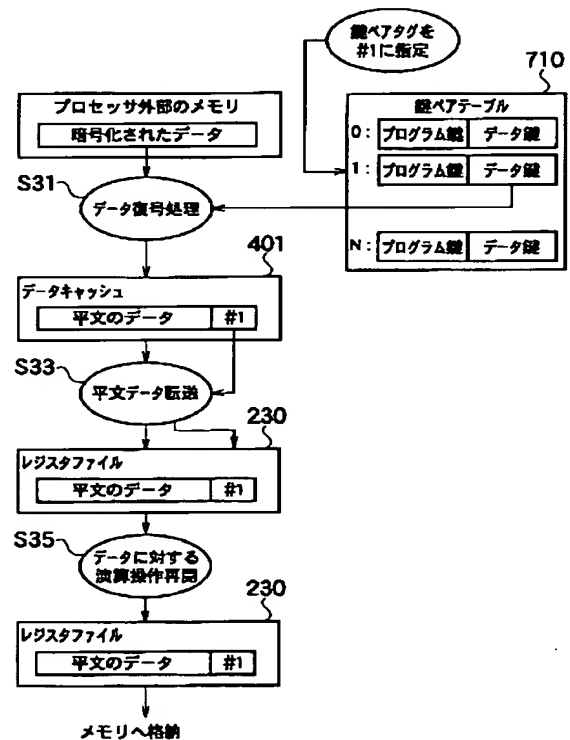 鍵ペアタグを
#1に指定
710
プロセッサ外部のメモリ
暗号化されたデータ
鍵ペアテーブル
0: プログラム鍵 データ鍵
1: プログラム鍵 データ鍵
N: プログラム鍵 データ鍵
S31
データ復号処理
401
データキャッシュ
平文のデータ #1
S33
平文データ転送
230
レジスタファイル
平文のデータ #1
S35
データに対する
演算操作再開
230
レジスタファイル
平文のデータ #1
メモリへ格納